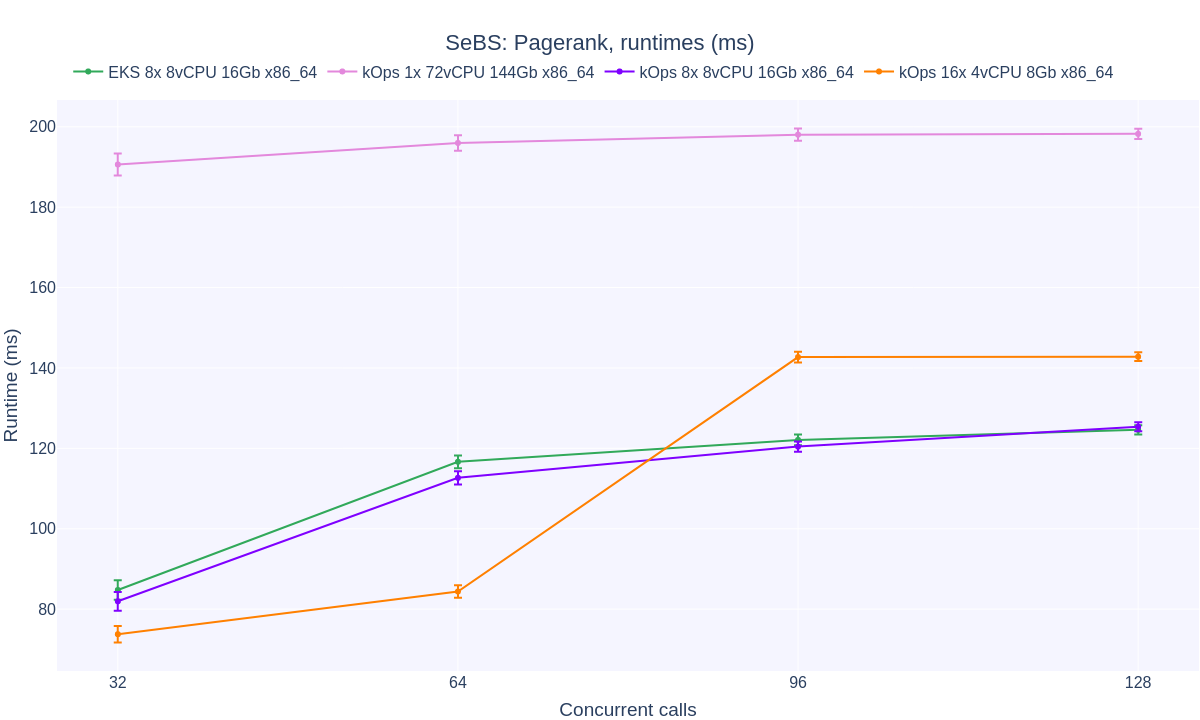 SeBS: Pagerank, runtimes (ms)
EKS 8x 8vCPU 16Gb x86_64 kOps 1x 72vCPU 144Gb x86_64 kOps 8x 8vCPU 16Gb x86_64 kOps 16x 4vCPU 8Gb x86_64
200
180
160
140
120
100
80
Runtime (ms)
32 64 96 128
Concurrent calls